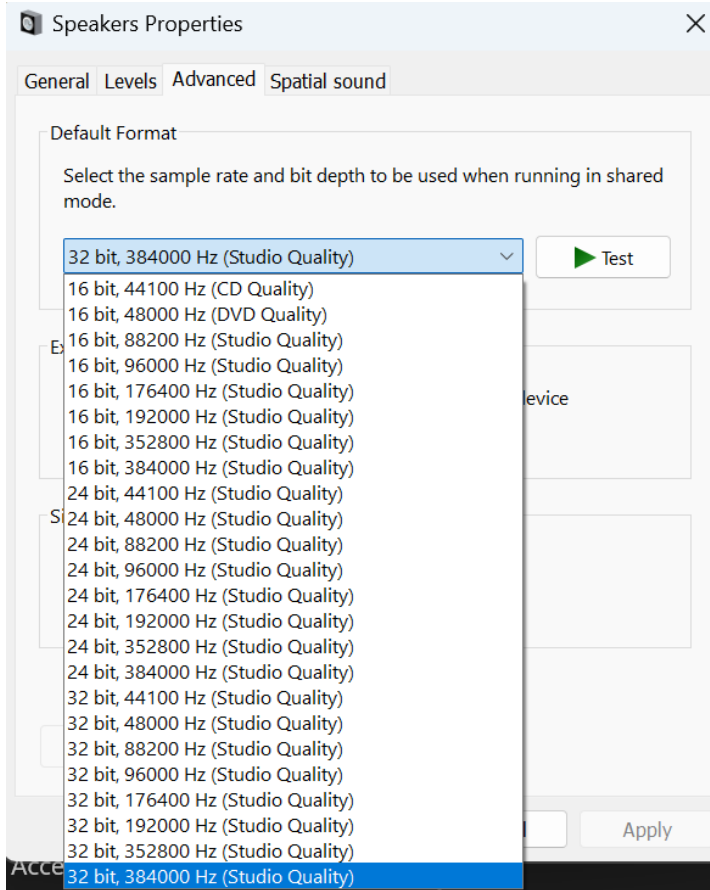 Speakers Properties
General Levels Advanced Spatial sound
Default Format
Select the sample rate and bit depth to be used when running in shared
mode.
32 bit, 384000 Hz (Studio Quality)
Test
16 bit, 44100 Hz (CD Quality)
16 bit, 48000 Hz (DVD Quality)
16 bit, 88200 Hz (Studio Quality)
16 bit, 96000 Hz (Studio Quality)
16 bit, 176400 Hz (Studio Quality)
device
16 bit, 192000 Hz (Studio Quality)
16 bit, 352800 Hz (Studio Quality)
16 bit, 384000 Hz (Studio Quality)
24 bit, 44100 Hz (Studio Quality)
24 bit, 48000 Hz (Studio Quality)
24 bit, 88200 Hz (Studio Quality)
24 bit, 96000 Hz (Studio Quality)
24 bit, 176400 Hz (Studio Quality)
24 bit, 192000 Hz (Studio Quality)
24 bit, 352800 Hz (Studio Quality)
24 bit, 384000 Hz (Studio Quality)
32 bit, 44100 Hz (Studio Quality)
32 bit, 48000 Hz (Studio Quality)
32 bit, 88200 Hz (Studio Quality)
32 bit, 96000 Hz (Studio Quality)
32 bit, 176400 Hz (Studio Quality)
32 bit, 192000 Hz (Studio Quality)
Apply
32 bit, 352800 Hz (Studio Quality)
32 bit, 384000 Hz (Studio Quality)